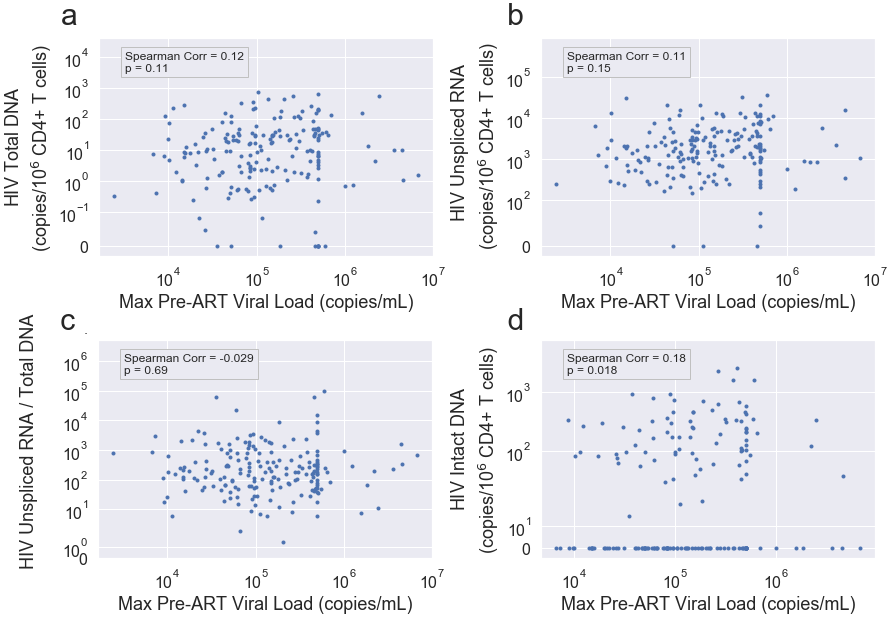 a
HIV Total DNA
(copies/10^6 CD4+ T cells)
10^4
10^3
10^2
10^1
10^0
10^-1
0
Spearman Corr = 0.12
p = 0.11
10^4 10^5 10^6 10^7
Max Pre-ART Viral Load (copies/mL)
b
HIV Unspliced RNA
(copies/10^6 CD4+ T cells)
10^5
10^4
10^3
10^2
0
Spearman Corr = 0.11
p = 0.15
10^4 10^5 10^6 10^7
Max Pre-ART Viral Load (copies/mL)
c
HIV Unspliced RNA / Total DNA
10^6
10^5
10^4
10^3
10^2
10^1
10^0
0
Spearman Corr = -0.029
p = 0.69
10^4 10^5 10^6 10^7
Max Pre-ART Viral Load (copies/mL)
d
HIV Intact DNA
(copies/10^6 CD4+ T cells)
10^3
10^2
10^1
0
Spearman Corr = 0.18
p = 0.018
10^4 10^5 10^6
Max Pre-ART Viral Load (copies/mL)